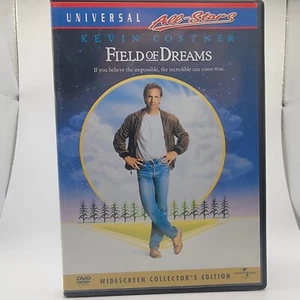 UNIVERSAL All-Stars
KEVIN COSTNER
FIELD OF DREAMS
If you believe the impossible, the incredible can come true.
DVD
WIDESCREEN COLLECTOR'S EDITION
UNIVERSAL